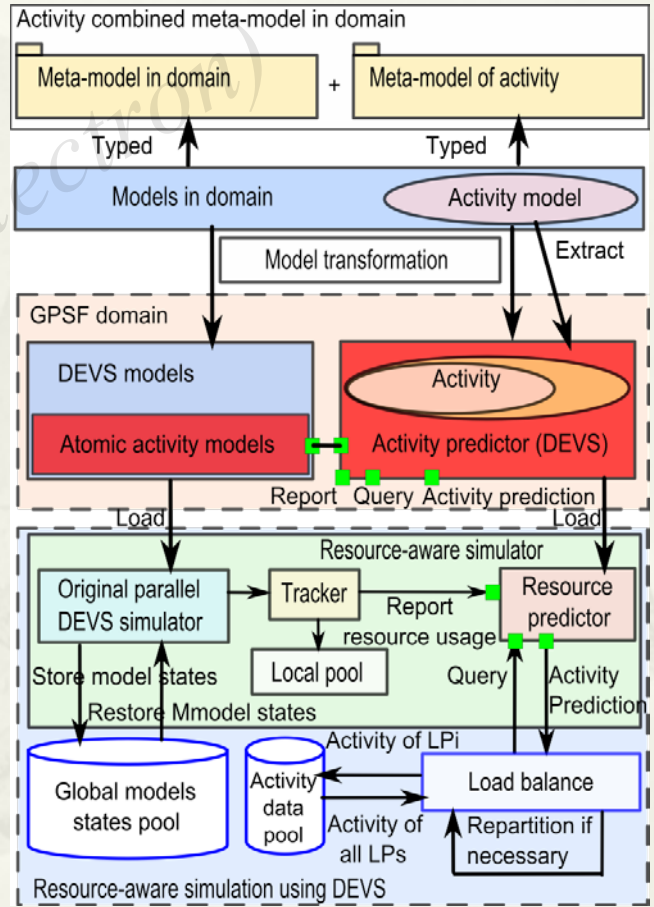 Activity combined meta-model in domain
Meta-model in domain
+
Meta-model of activity
Typed
Typed
Models in domain
Activity model
Model transformation
Extract
GPSF domain
DEVS models
Activity
Atomic activity models
Activity predictor (DEVS)
Report
Query
Activity prediction
Load
Load
Resource-aware simulator
Original parallel
DEVS simulator
Tracker
Report
resource usage
Resource
predictor
Local pool
Store model states
Restore Mmodel states
Query
Activity
Prediction
Global models
states pool
Activity
data
pool
Activity of LPi
Activity of
all LPs
Load balance
Repartition if
necessary
Resource-aware simulation using DEVS
ectron)